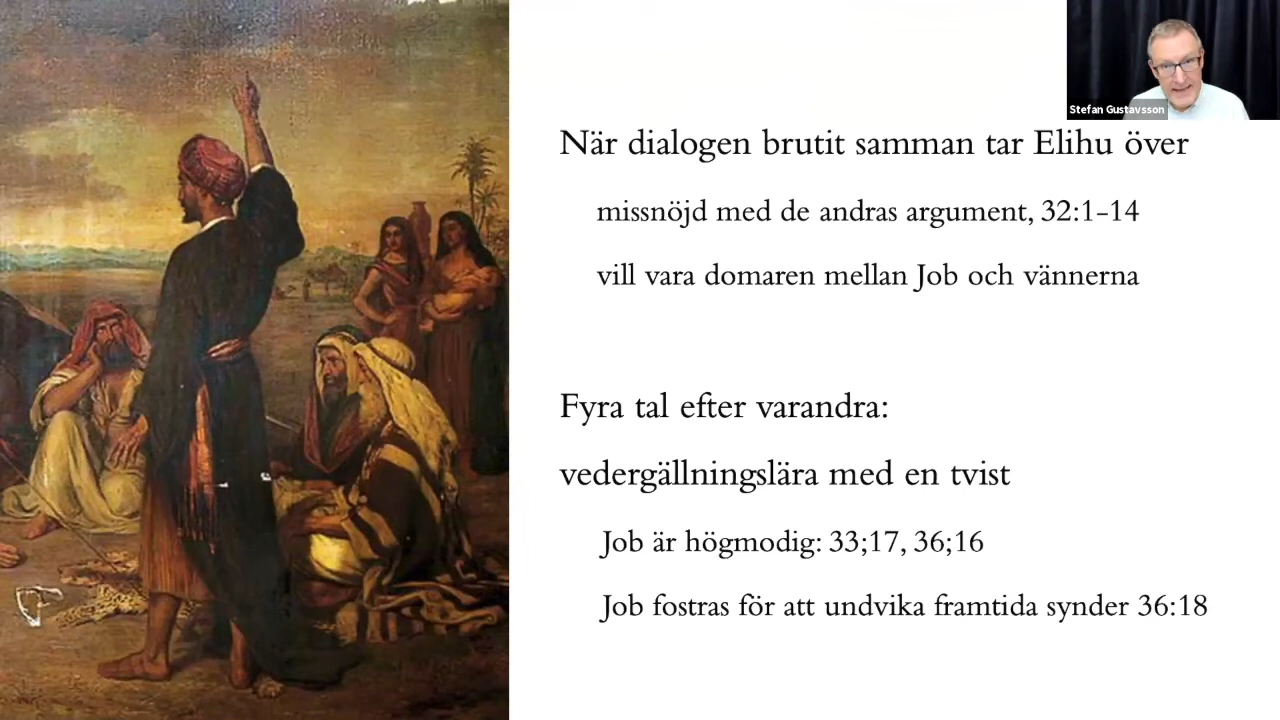 Stefan Gustavsson
När dialogen brutit samman tar Elihu över
missnöjd med de andras argument, 32:1-14
vill vara domaren mellan Job och vännerna
Fyra tal efter varandra:
vedergällningslära med en tvist
Job är högmodig: 33;17, 36;16
Job fostras för att undvika framtida synder 36:18